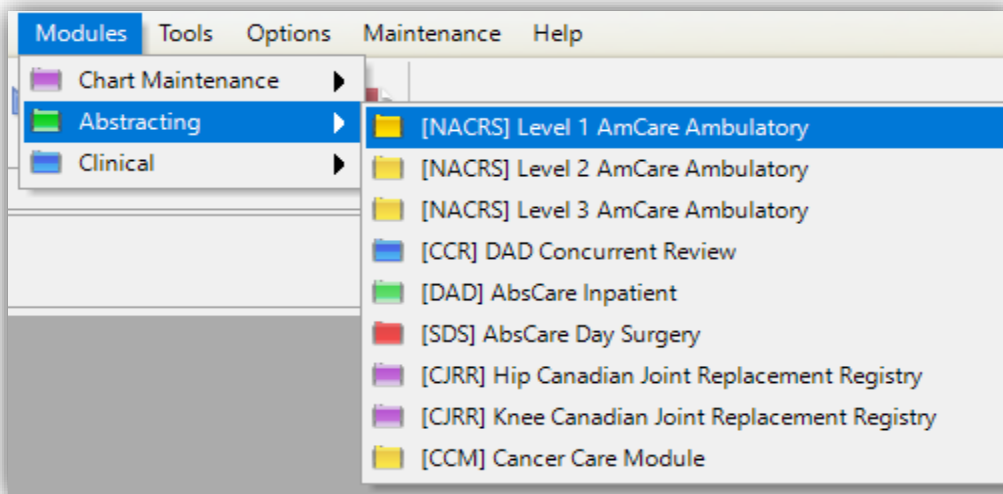 Modules Tools Options Maintenance Help
Chart Maintenance
Abstracting
Clinical
[NACRS] Level 1 AmCare Ambulatory
[NACRS] Level 2 AmCare Ambulatory
[NACRS] Level 3 AmCare Ambulatory
[CCR] DAD Concurrent Review
[DAD] AbsCare Inpatient
[SDS] AbsCare Day Surgery
[CJRR] Hip Canadian Joint Replacement Registry
[CJRR] Knee Canadian Joint Replacement Registry
[CCM] Cancer Care Module